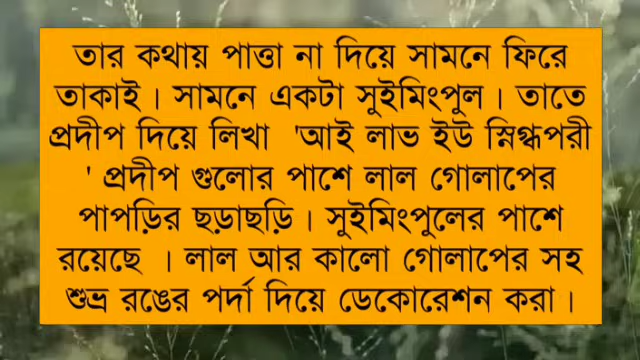 তার কথায় পাত্তা না দিয়ে সামনে ফিরে
তাকাই। সামনে একটা সুইমিংপুল। তাতে
প্রদীপ দিয়ে লিখা 'আই লাভ ইউ স্নিগ্ধপরী
' প্রদীপ গুলোর পাশে লাল গোলাপের
পাপড়ির ছড়াছড়ি। সুইমিংপুলের পাশে
রয়েছে । লাল আর কালো গোলাপের সহ
শুভ্র রঙের পর্দা দিয়ে ডেকোরেশন করা।